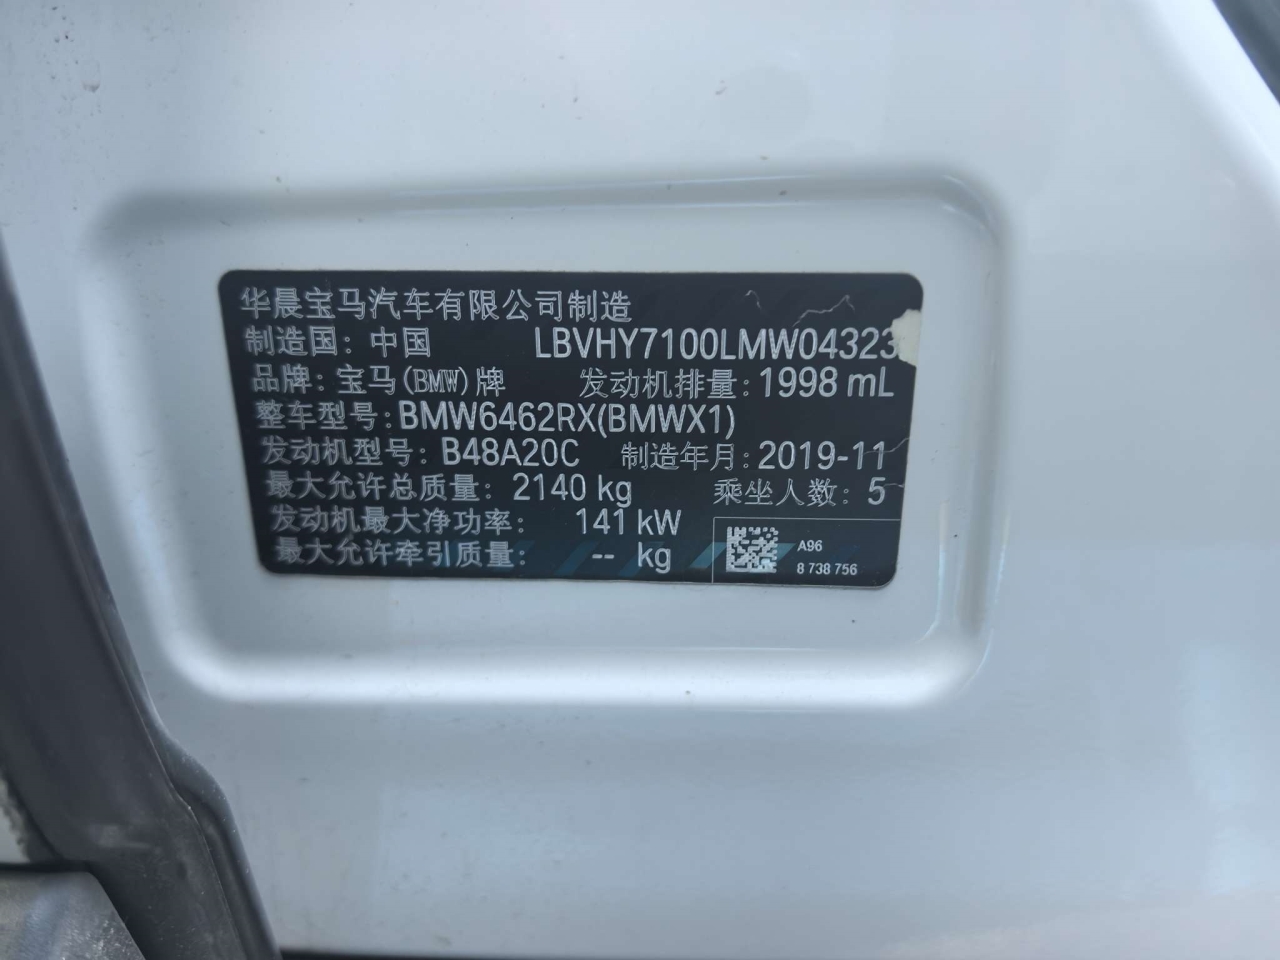 华晨宝马汽车有限公司制造
制造国：中国 LBVHY7100LMW04323
品牌：宝马(BMW)牌 发动机排量：1998 mL
整车型号：BMW6462RX(BMWX1)
发动机型号：B48A20C 制造年月：2019-11
最大允许总质量：2140 kg 乘坐人数：5
发动机最大净功率： 141 kW
最大允许牵引质量： -- kg
A96
8 738 756